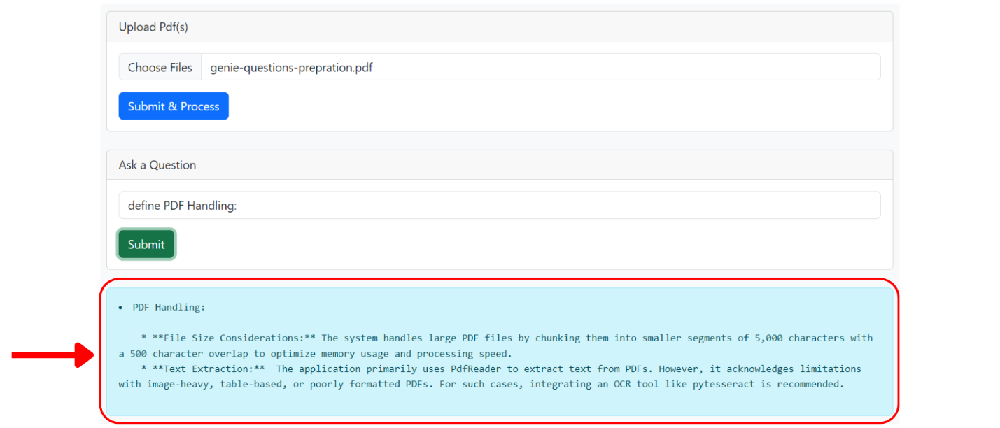 Upload Pdf(s)
Choose Files genie-questions-prepration.pdf
Submit & Process
Ask a Question
define PDF Handling:
Submit
• PDF Handling:
* **File Size Considerations:** The system handles large PDF files by chunking them into smaller segments of 5,000 characters with
a 500 character overlap to optimize memory usage and processing speed.
* **Text Extraction:** The application primarily uses PdfReader to extract text from PDFs. However, it acknowledges limitations
with image-heavy, table-based, or poorly formatted PDFs. For such cases, integrating an OCR tool like pytesseract is recommended.